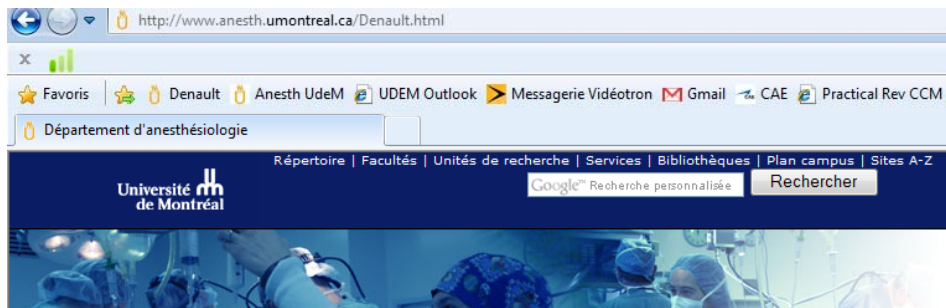 http://www.anesth.umontreal.ca/Denault.html
x
Favoris Denault Anesth UdeM UDEM Outlook Messagerie Vidéotron Gmail CAE Practical Rev CCM
Département d'anesthésiologie
Répertoire | Facultés | Unités de recherche | Services | Bibliothèques | Plan campus | Sites A-Z
Université de Montréal
Google™ Recherche personnalisée Rechercher